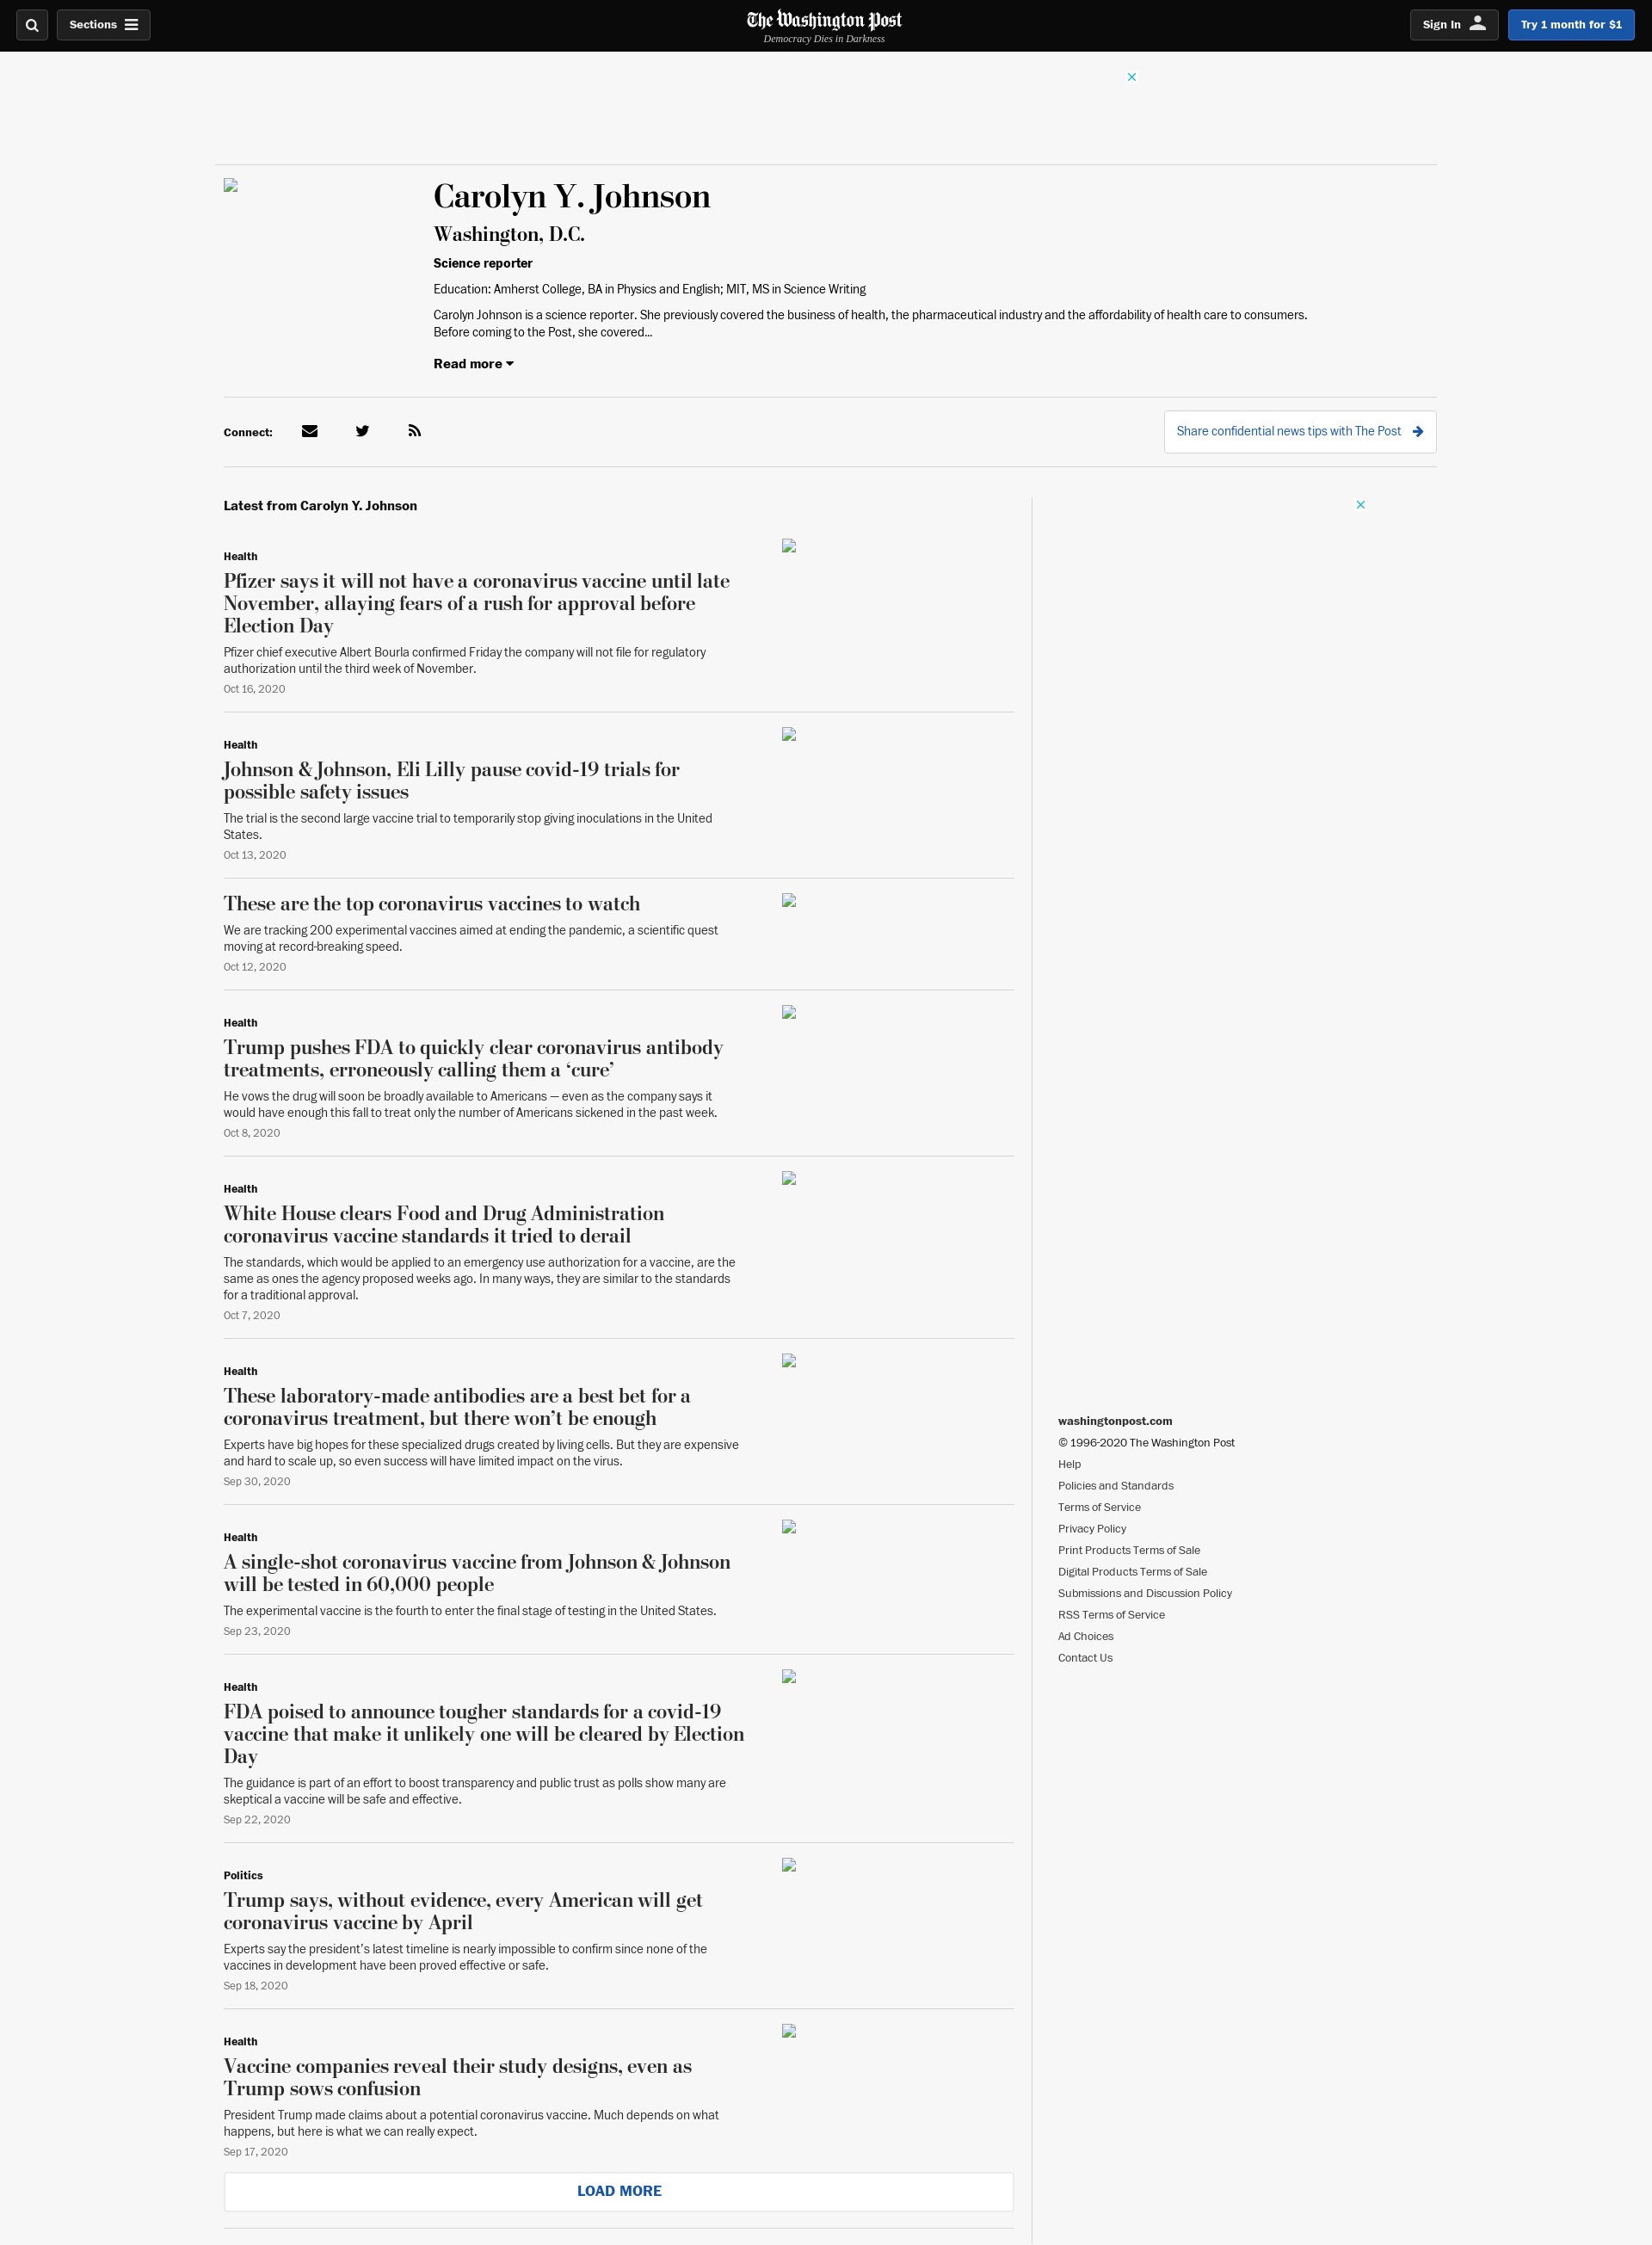 Sections
The Washington Post
Democracy Dies in Darkness
Sign In
Try 1 month for $1
Carolyn Y. Johnson
Washington, D.C.
Science reporter
Education: Amherst College, BA in Physics and English; MIT, MS in Science Writing
Carolyn Johnson is a science reporter. She previously covered the business of health, the pharmaceutical industry and the affordability of health care to consumers.
Before coming to the Post, she covered...
Read more
Connect:
Share confidential news tips with The Post
Latest from Carolyn Y. Johnson
Health
Pfizer says it will not have a coronavirus vaccine until late
November, allaying fears of a rush for approval before
Election Day
Pfizer chief executive Albert Bourla confirmed Friday the company will not file for regulatory
authorization until the third week of November.
Oct 16, 2020
Health
Johnson & Johnson, Eli Lilly pause covid-19 trials for
possible safety issues
The trial is the second large vaccine trial to temporarily stop giving inoculations in the United
States.
Oct 13, 2020
These are the top coronavirus vaccines to watch
We are tracking 200 experimental vaccines aimed at ending the pandemic, a scientific quest
moving at record-breaking speed.
Oct 12, 2020
Health
Trump pushes FDA to quickly clear coronavirus antibody
treatments, erroneously calling them a ‘cure’
He vows the drug will soon be broadly available to Americans — even as the company says it
would have enough this fall to treat only the number of Americans sickened in the past week.
Oct 8, 2020
Health
White House clears Food and Drug Administration
coronavirus vaccine standards it tried to derail
The standards, which would be applied to an emergency use authorization for a vaccine, are the
same as ones the agency proposed weeks ago. In many ways, they are similar to the standards
for a traditional approval.
Oct 7, 2020
Health
These laboratory-made antibodies are a best bet for a
coronavirus treatment, but there won’t be enough
Experts have big hopes for these specialized drugs created by living cells. But they are expensive
and hard to scale up, so even success will have limited impact on the virus.
Sep 30, 2020
Health
A single-shot coronavirus vaccine from Johnson & Johnson
will be tested in 60,000 people
The experimental vaccine is the fourth to enter the final stage of testing in the United States.
Sep 23, 2020
Health
FDA poised to announce tougher standards for a covid-19
vaccine that make it unlikely one will be cleared by Election
Day
The guidance is part of an effort to boost transparency and public trust as polls show many are
skeptical a vaccine will be safe and effective.
Sep 22, 2020
Politics
Trump says, without evidence, every American will get
coronavirus vaccine by April
Experts say the president’s latest timeline is nearly impossible to confirm since none of the
vaccines in development have been proved effective or safe.
Sep 18, 2020
Health
Vaccine companies reveal their study designs, even as
Trump sows confusion
President Trump made claims about a potential coronavirus vaccine. Much depends on what
happens, but here is what we can really expect.
Sep 17, 2020
LOAD MORE
washingtonpost.com
© 1996-2020 The Washington Post
Help
Policies and Standards
Terms of Service
Privacy Policy
Print Products Terms of Sale
Digital Products Terms of Sale
Submissions and Discussion Policy
RSS Terms of Service
Ad Choices
Contact Us